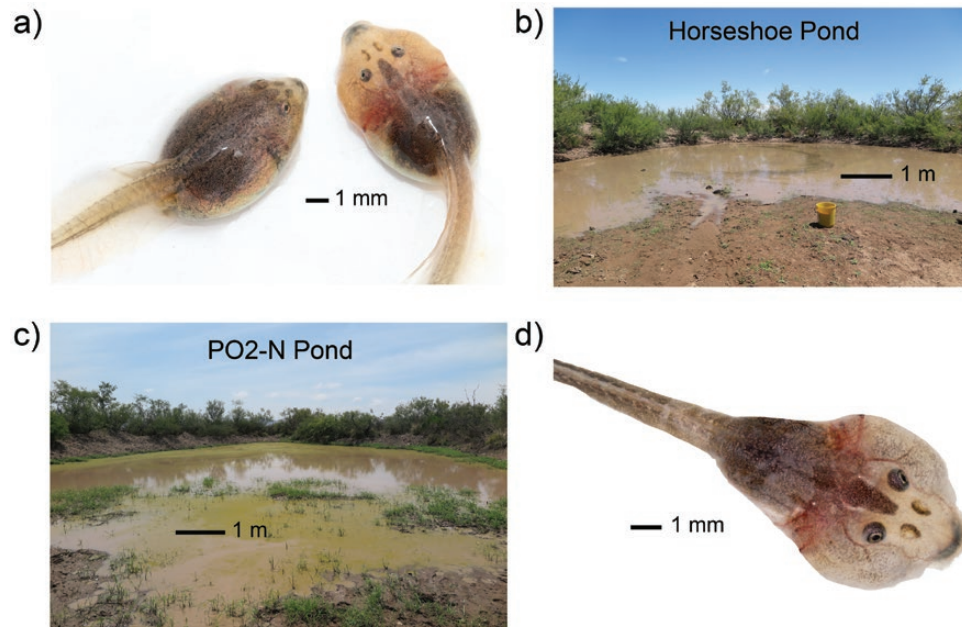 a)
1 mm
b)
Horseshoe Pond
1 m
c)
PO2-N Pond
1 m
d)
1 mm